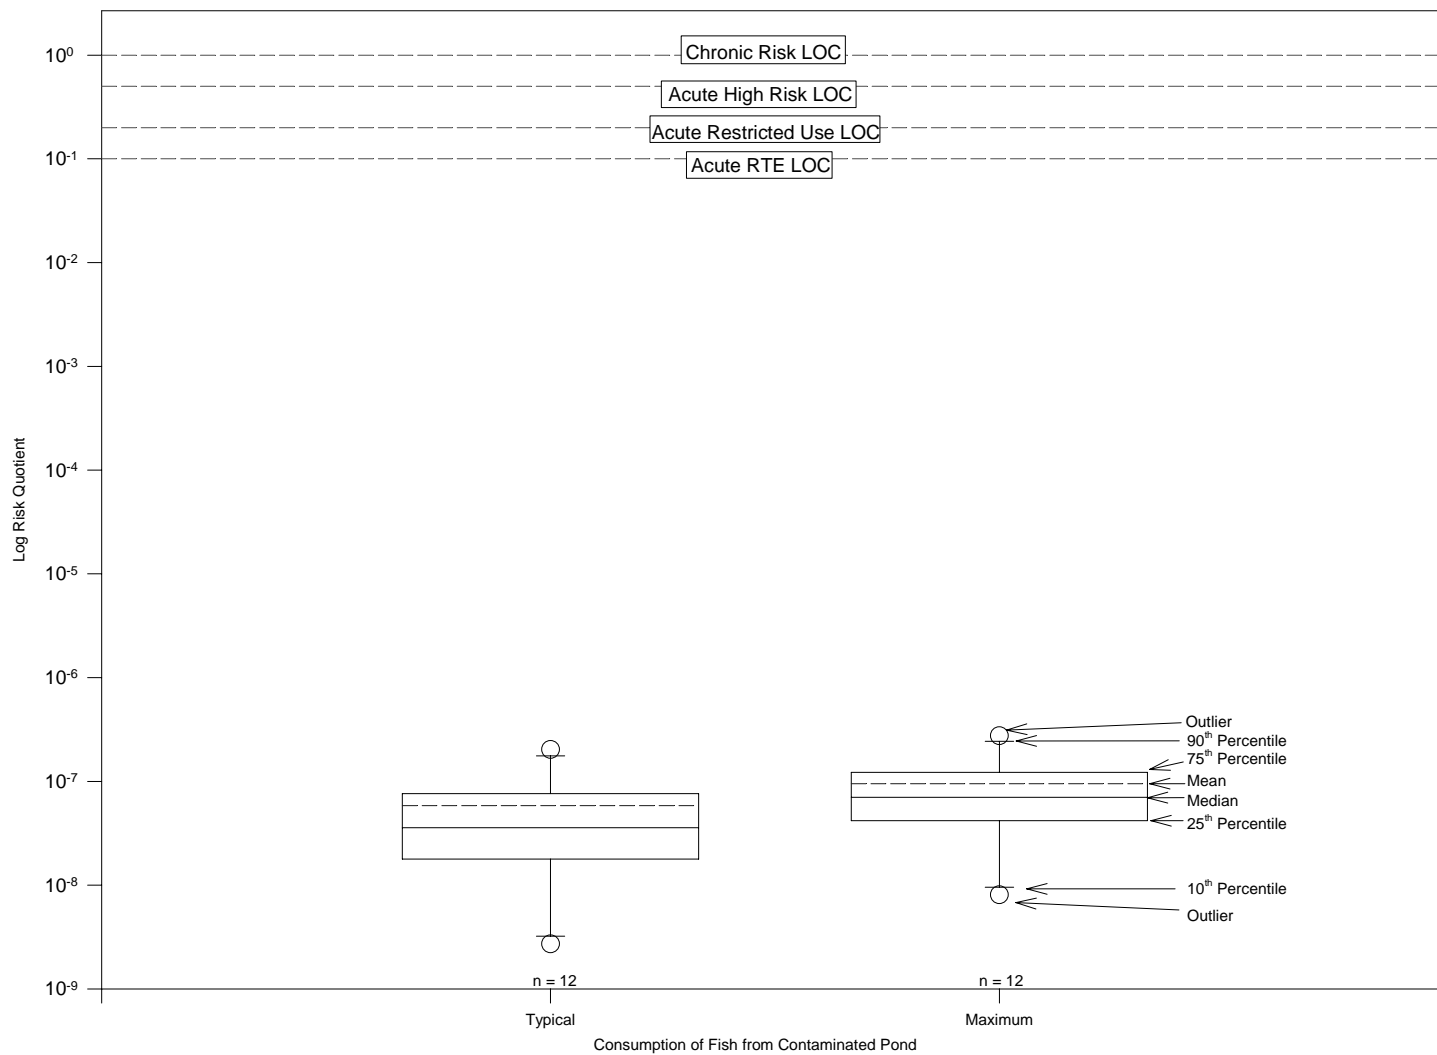 10⁰
Chronic Risk LOC
Acute High Risk LOC
Acute Restricted Use LOC
10⁻¹
Acute RTE LOC
10⁻²
10⁻³
10⁻⁴
Log Risk Quotient
10⁻⁵
10⁻⁶
Outlier
90ᵗʰ Percentile
75ᵗʰ Percentile
10⁻⁷
Mean
Median
25ᵗʰ Percentile
10⁻⁸
10ᵗʰ Percentile
Outlier
10⁻⁹
n = 12
n = 12
Typical
Maximum
Consumption of Fish from Contaminated Pond